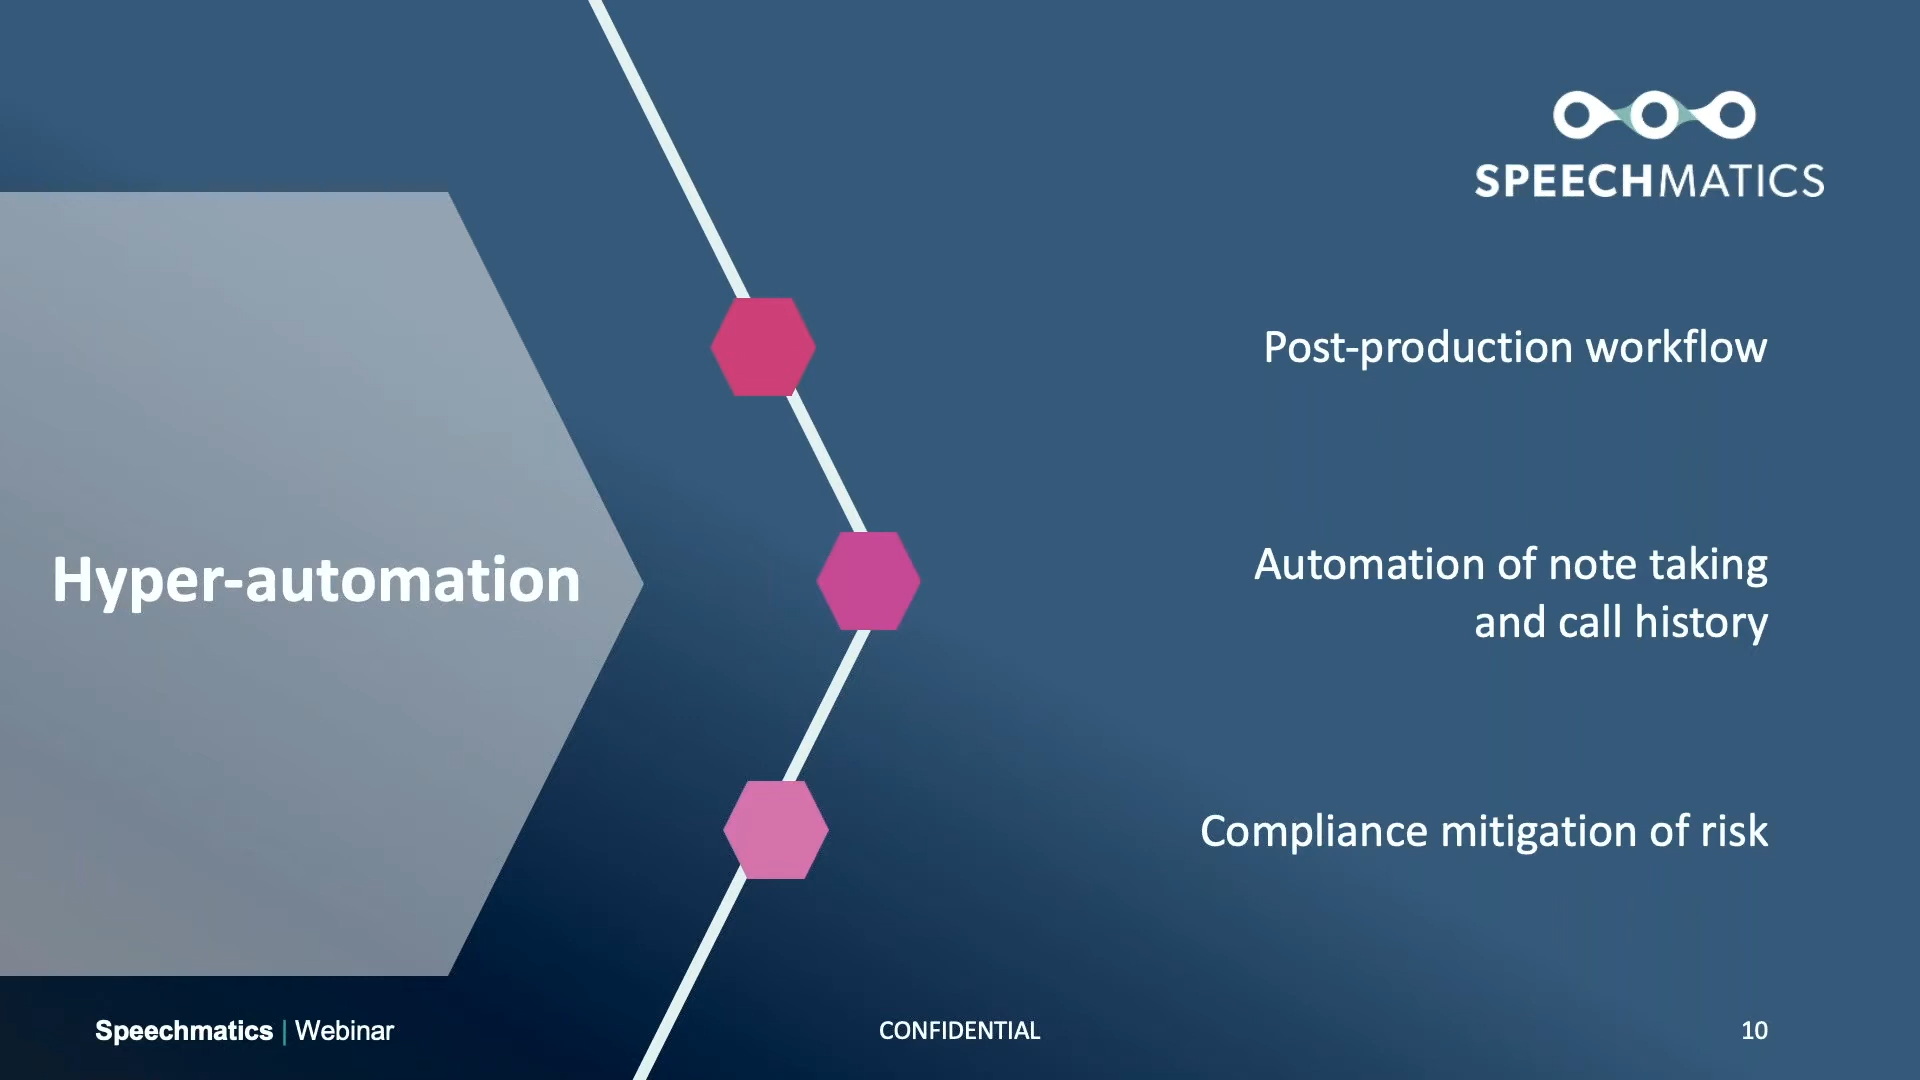 SPEECHMATICS
Post-production workflow
Hyper-automation
Automation of note taking
and call history
Compliance mitigation of risk
Speechmatics | Webinar
CONFIDENTIAL
10